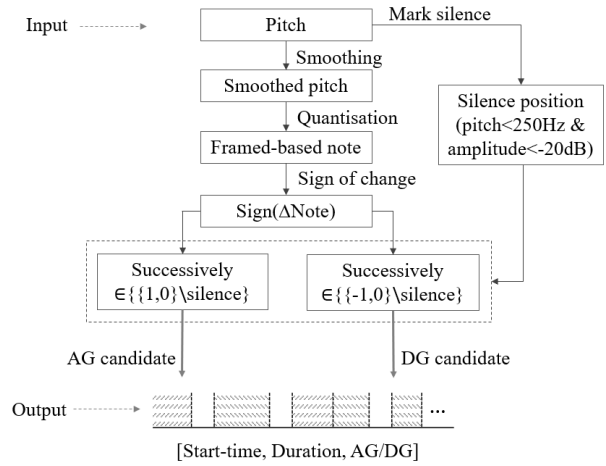 Input
Pitch
Mark silence
Smoothing
Smoothed pitch
Silence position
(pitch<250Hz &
amplitude<-20dB)
Quantisation
Framed-based note
Sign of change
Sign(ΔNote)
Successively
∈{{1,0}\silence}
Successively
∈{{-1,0}\silence}
AG candidate
DG candidate
Output
...
[Start-time, Duration, AG/DG]